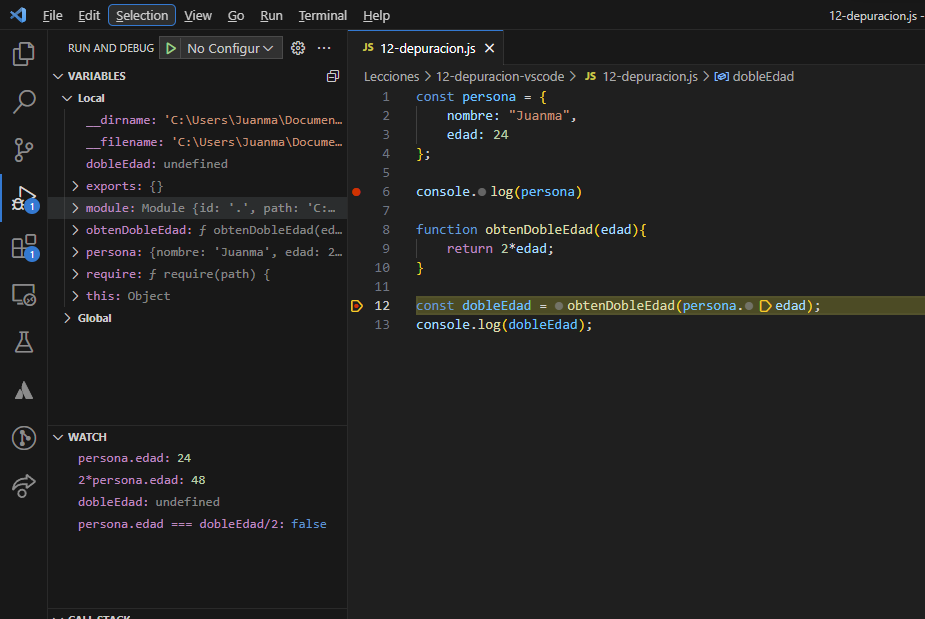 File Edit Selection View Go Run Terminal Help 12-depuracion.js -
RUN AND DEBUG No Configur
VARIABLES
Local
__dirname: 'C:\Users\Juanma\Documen…
__filename: 'C:\Users\Juanma\Docume…
dobleEdad: undefined
exports: {}
module: Module {id: '.', path: 'C:…
obtenDobleEdad: ƒ obtenDobleEdad(ed…
persona: {nombre: 'Juanma', edad: 2…
require: ƒ require(path) {
this: Object
Global
1
1
WATCH
persona.edad: 24
2*persona.edad: 48
dobleEdad: undefined
persona.edad === dobleEdad/2: false
CALL STACK
JS 12-depuracion.js
Lecciones > 12-depuracion-vscode > JS 12-depuracion.js > dobleEdad
1 const persona = {
2 nombre: "Juanma",
3 edad: 24
4 };
5
6 console.log(persona)
7
8 function obtenDobleEdad(edad){
9 return 2*edad;
10 }
11
12 const dobleEdad = obtenDobleEdad(persona.edad);
13 console.log(dobleEdad);